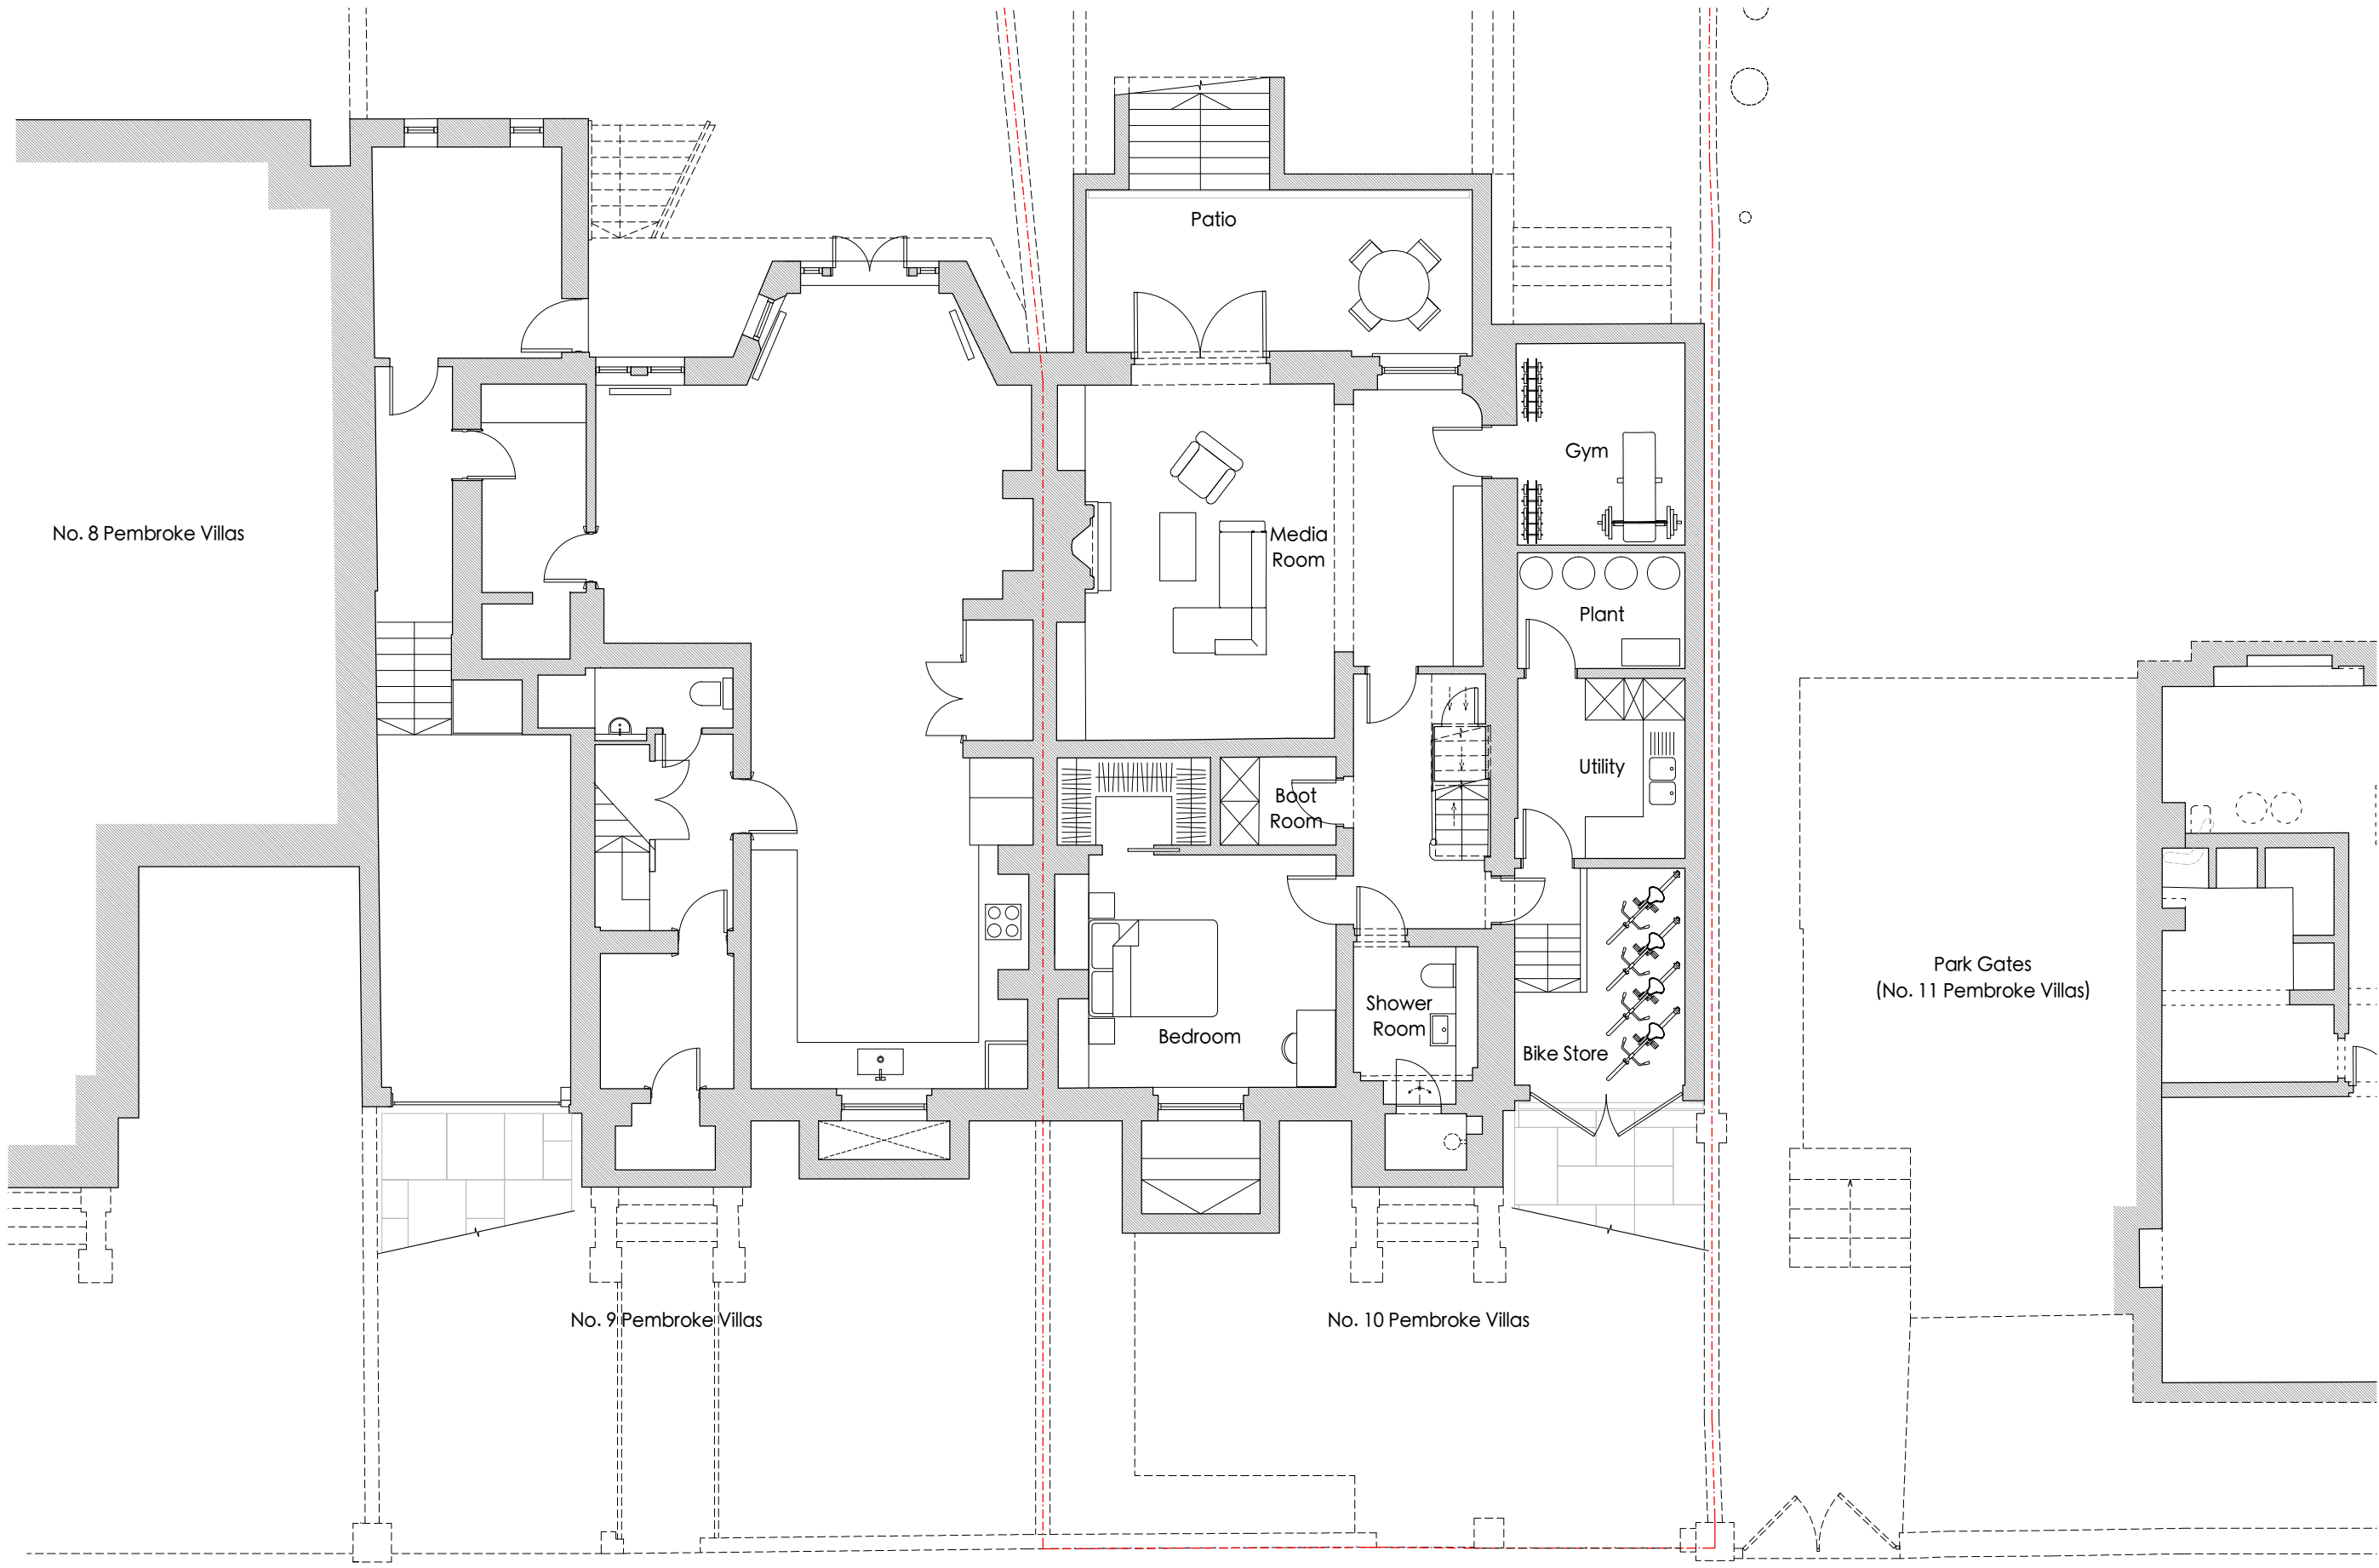 Patio
Gym
No. 8 Pembroke Villas
Media
Room
Plant
Utility
Boot
Room
Park Gates
(No. 11 Pembroke Villas)
Shower
Room
Bedroom
Bike Store
No. 9 Pembroke Villas
No. 10 Pembroke Villas